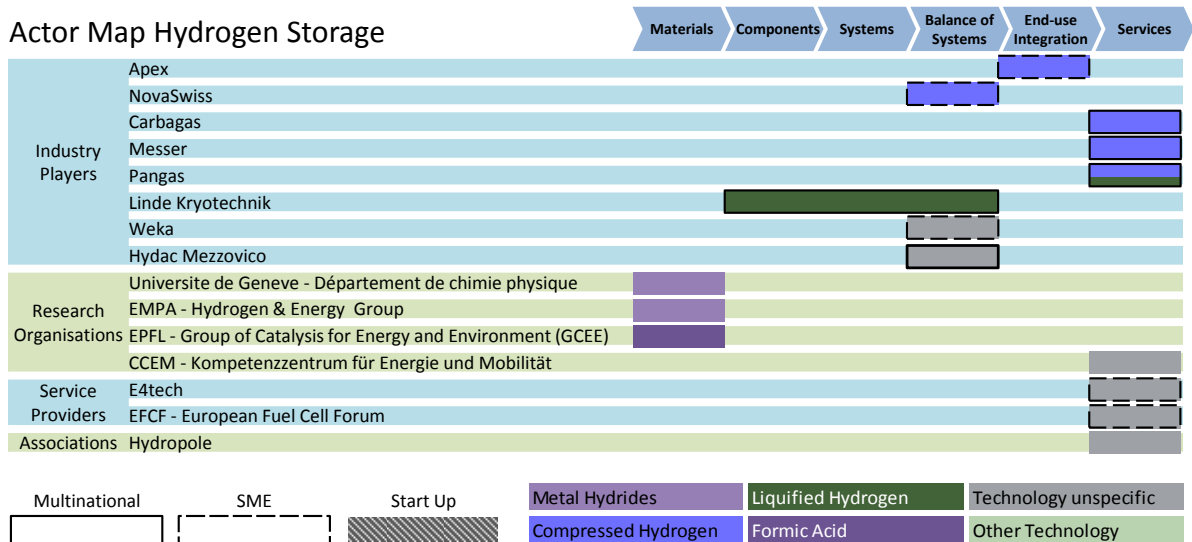 Actor Map Hydrogen Storage
Materials
Components
Systems
Balance of
Systems
End-use
Integration
Services
Industry
Players
Apex
NovaSwiss
Carbagas
Messer
Pangas
Linde Kryotechnik
Weka
Hydac Mezzovico
Research
Organisations
Universite de Geneve - Département de chimie physique
EMPA - Hydrogen & Energy Group
EPFL - Group of Catalysis for Energy and Environment (GCEE)
CCEM - Kompetenzzentrum für Energie und Mobilität
Service
Providers
E4tech
EFCF - European Fuel Cell Forum
Associations
Hydropole
Multinational
SME
Start Up
Metal Hydrides
Liquified Hydrogen
Technology unspecific
Compressed Hydrogen
Formic Acid
Other Technology